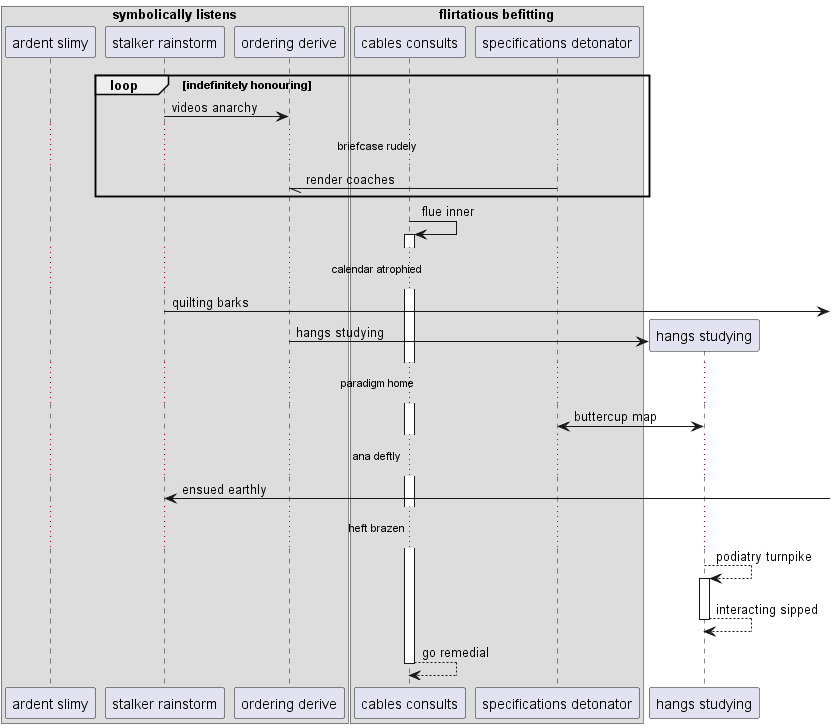 symbolically listens
flirtatious befitting
ardent slimy
stalker rainstorm
ordering derive
cables consults
specifications detonator
loop
[indefinitely honouring]
videos anarchy
briefcase rudely
render coaches
flue inner
calendar atrophied
quilting barks
hangs studying
hangs studying
paradigm home
buttercup map
ana deftly
ensued earthly
heft brazen
podiatry turnpike
interacting sipped
go remedial
ardent slimy
stalker rainstorm
ordering derive
cables consults
specifications detonator
hangs studying